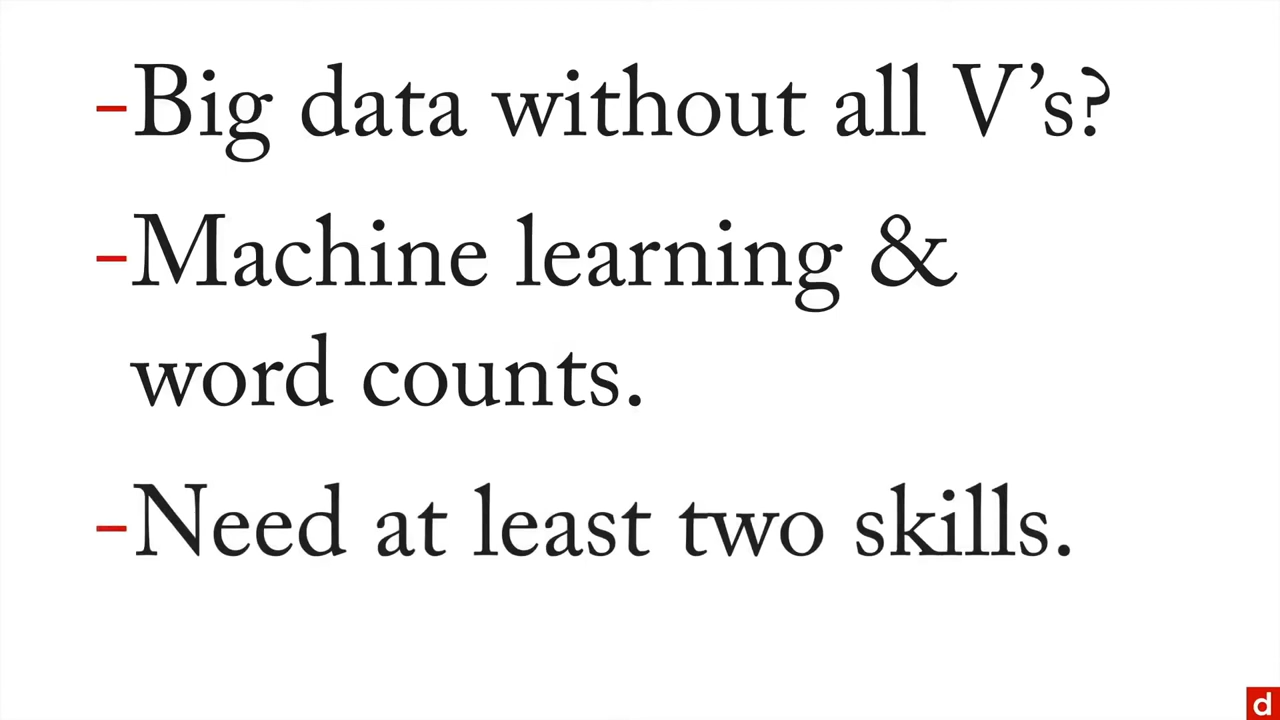 -Big data without all V’s?
-Machine learning &
word counts.
-Need at least two skills.
d